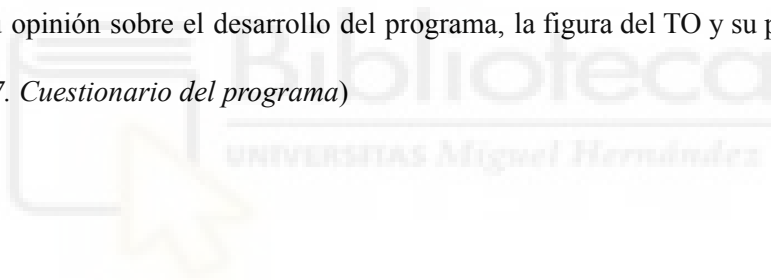 opinión sobre el desarrollo del programa, la figura del TO y su
7. Cuestionario del programa)
Biblioteca
UNIVERSITAS Miguel Hernández